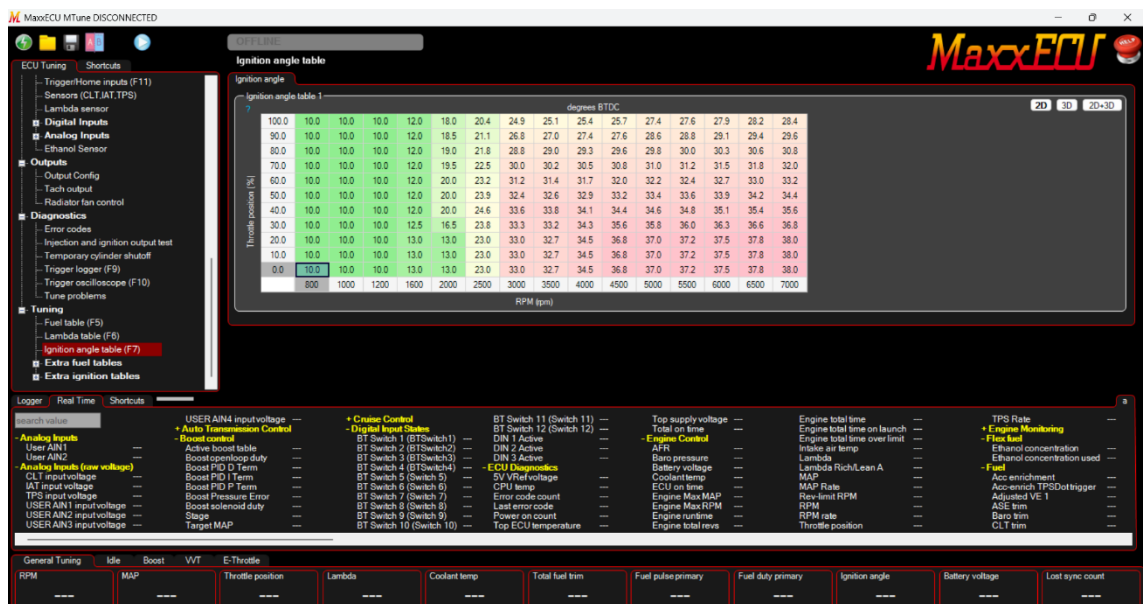 MaxxECU MTune DISCONNECTED
OFFLINE
MaxxECU
HELP
ECU Tuning Shortcuts
Ignition angle table
Trigger/Home inputs (F11)
Sensors (CLT,IAT,TPS)
Lambda sensor
Digital Inputs
Analog Inputs
Ethanol Sensor
Outputs
Output Config
Tach output
Radiator fan control
Diagnostics
Error codes
Injection and ignition output test
Temporary cylinder shutoff
Trigger logger (F9)
Trigger oscilloscope (F10)
Tune problems
Tuning
Fuel table (F5)
Lambda table (F6)
Ignition angle table (F7)
Extra fuel tables
Extra ignition tables
Ignition angle
Ignition angle table 1
?
degrees BTDC
2D 3D 2D+3D
Throttle position [%]
100.0 10.0 10.0 10.0 12.0 18.0 20.4 24.9 25.1 25.4 25.7 27.4 27.6 27.9 28.2 28.4
90.0 10.0 10.0 10.0 12.0 18.5 21.1 26.8 27.0 27.4 27.6 28.6 28.8 29.1 29.4 29.6
80.0 10.0 10.0 10.0 12.0 19.0 21.8 28.8 29.0 29.3 29.6 29.8 30.0 30.3 30.6 30.8
70.0 10.0 10.0 10.0 12.0 19.5 22.5 30.0 30.2 30.5 30.8 31.0 31.2 31.5 31.8 32.0
60.0 10.0 10.0 10.0 12.0 20.0 23.2 31.2 31.4 31.7 32.0 32.2 32.4 32.7 33.0 33.2
50.0 10.0 10.0 10.0 12.0 20.0 23.9 32.4 32.6 32.9 33.2 33.4 33.6 33.9 34.2 34.4
40.0 10.0 10.0 10.0 12.0 20.0 24.6 33.6 33.8 34.1 34.4 34.6 34.8 35.1 35.4 35.6
30.0 10.0 10.0 10.0 12.5 16.5 23.8 33.3 33.2 34.3 35.6 35.8 36.0 36.3 36.6 36.8
20.0 10.0 10.0 10.0 13.0 13.0 23.0 33.0 32.7 34.5 36.8 37.0 37.2 37.5 37.8 38.0
10.0 10.0 10.0 10.0 13.0 13.0 23.0 33.0 32.7 34.5 36.8 37.0 37.2 37.5 37.8 38.0
0.0 10.0 10.0 10.0 13.0 13.0 23.0 33.0 32.7 34.5 36.8 37.0 37.2 37.5 37.8 38.0
800 1000 1200 1600 2000 2500 3000 3500 4000 4500 5000 5500 6000 6500 7000
RPM (rpm)
Logger Real Time Shortcuts
a
search value
- Analog Inputs
User AIN1 ---
User AIN2 ---
- Analog Inputs (raw voltage)
CLT input voltage ---
IAT input voltage ---
TPS input voltage ---
USER AIN1 input voltage ---
USER AIN2 input voltage ---
USER AIN3 input voltage ---
USER AIN4 input voltage ---
+ Auto Transmission Control
- Boost control
Active boost table ---
Boost openloop duty ---
Boost PID D Term ---
Boost PID I Term ---
Boost PID P Term ---
Boost Pressure Error ---
Boost solenoid duty ---
Stage ---
Target MAP ---
+ Cruise Control
- Digital Input States
BT Switch 1 (BTSwitch1) ---
BT Switch 2 (BTSwitch2) ---
BT Switch 3 (BTSwitch3) ---
BT Switch 4 (BTSwitch4) ---
BT Switch 5 (Switch 5) ---
BT Switch 6 (Switch 6) ---
BT Switch 7 (Switch 7) ---
BT Switch 8 (Switch 8) ---
BT Switch 9 (Switch 9) ---
BT Switch 10 (Switch 10) ---
BT Switch 11 (Switch 11) ---
BT Switch 12 (Switch 12) ---
DIN 1 Active ---
DIN 2 Active ---
DIN 3 Active ---
- ECU Diagnostics
5V VRef voltage ---
CPU temp ---
Error code count ---
Last error code ---
Power on count ---
Top ECU temperature ---
Top supply voltage ---
Total on time ---
- Engine Control
AFR ---
Baro pressure ---
Battery voltage ---
Coolant temp ---
ECU on time ---
Engine Max MAP ---
Engine Max RPM ---
Engine runtime ---
Engine total revs ---
Engine total time ---
Engine total time on launch ---
Engine total time over limit ---
Intake air temp ---
Lambda ---
Lambda Rich/Lean A ---
MAP ---
MAP Rate ---
Rev-limit RPM ---
RPM ---
RPM rate ---
Throttle position ---
TPS Rate ---
+ Engine Monitoring
- Flex fuel
Ethanol concentration ---
Ethanol concentration used ---
- Fuel
Acc enrichment ---
Acc-enrich TPSDot trigger ---
Adjusted VE 1 ---
ASE trim ---
Baro trim ---
CLT trim ---
General Tuning Idle Boost VVT E-Throttle
RPM MAP Throttle position Lambda Coolant temp Total fuel trim Fuel pulse primary Fuel duty primary Ignition angle Battery voltage Lost sync count
--- --- --- --- --- --- --- --- --- --- ---